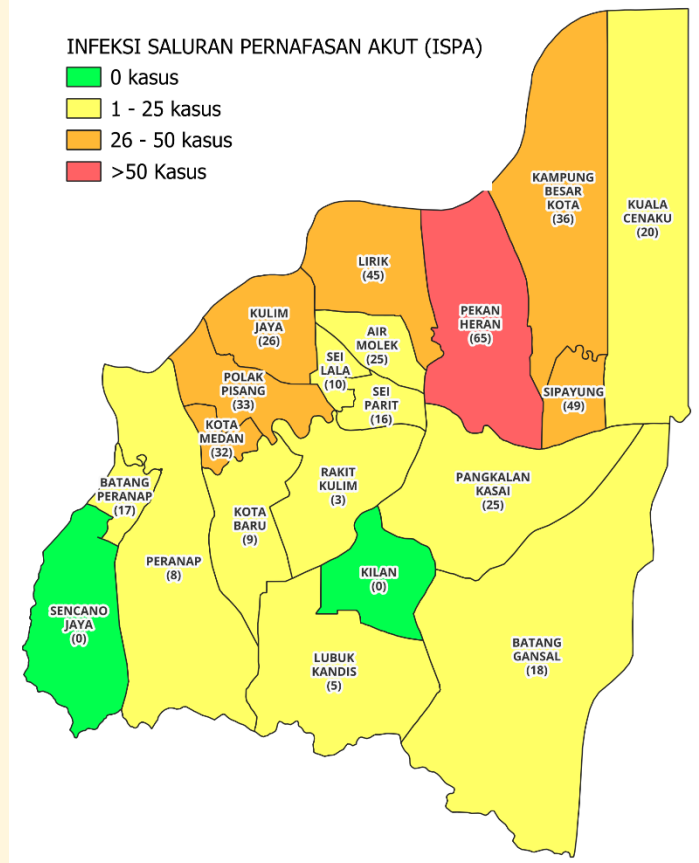 INFEKSI SALURAN PERNAFASAN AKUT (ISPA)
0 kasus
1 - 25 kasus
26 - 50 kasus
>50 Kasus
KAMPUNG
BESAR
KOTA
(36)
KUALA
CENAKU
(20)
LIRIK
(45)
PEKAN
HERAN
(65)
KULIM
JAYA
(26)
AIR
MOLEK
(25)
SEI
LALA
(10)
POLAK
PISANG
(33)
SEI
PARIT
(16)
SIPAYUNG
(49)
KOTA
MEDAN
(32)
BATANG
PERANAP
(17)
RAKIT
KULIM
(3)
PANGKALAN
KASAI
(25)
KOTA
BARU
(9)
PERANAP
(8)
KILAN
(0)
SENCANO
JAYA
(0)
LUBUK
KANDIS
(5)
BATANG
GANSAL
(18)